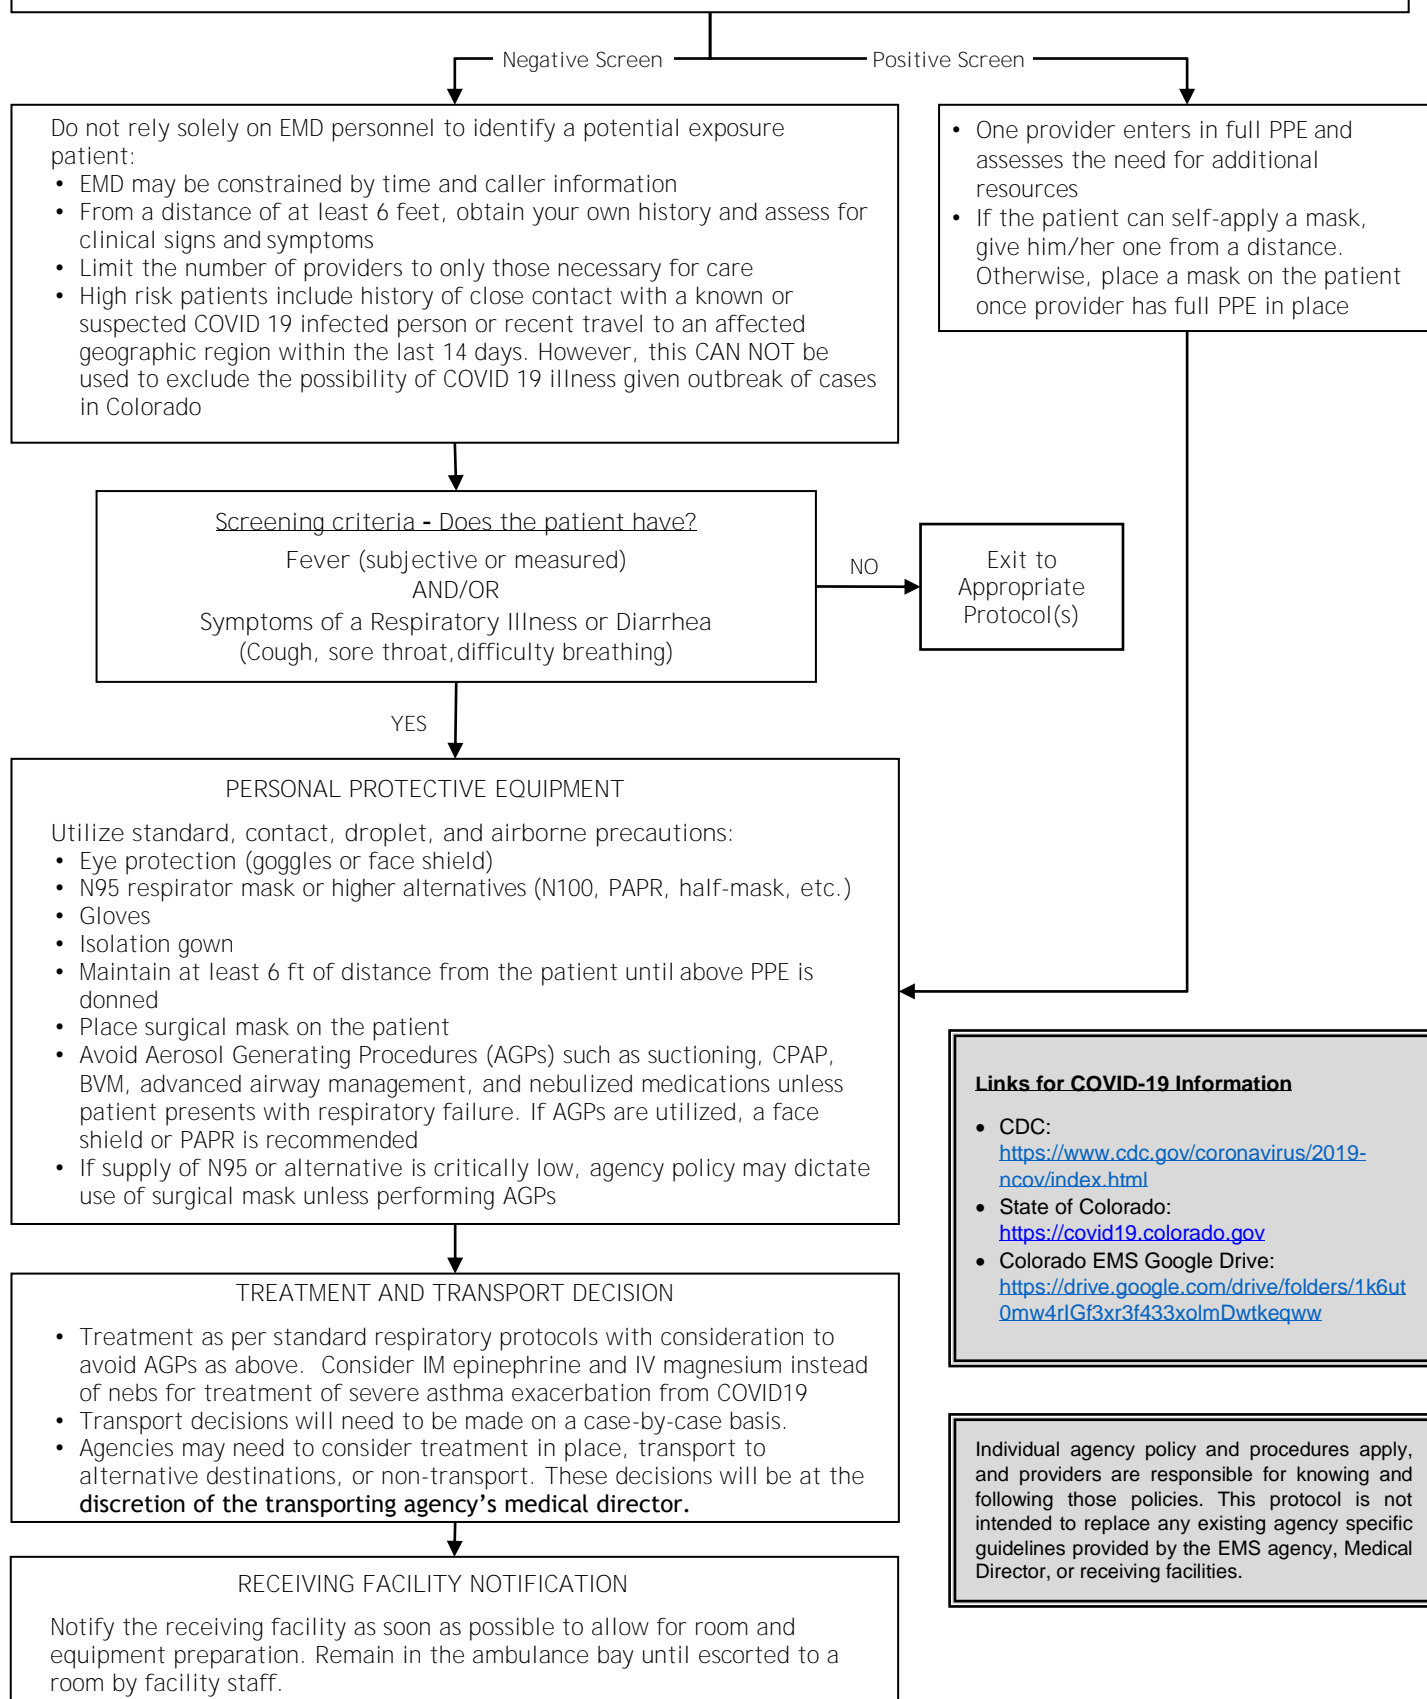 Negative Screen
Positive Screen
Do not rely solely on EMD personnel to identify a potential exposure
patient:
• EMD may be constrained by time and caller information
• From a distance of at least 6 feet, obtain your own history and assess for
clinical signs and symptoms
• Limit the number of providers to only those necessary for care
• High risk patients include history of close contact with a known or
suspected COVID 19 infected person or recent travel to an affected
geographic region within the last 14 days. However, this CAN NOT be
used to exclude the possibility of COVID 19 illness given outbreak of cases
in Colorado
• One provider enters in full PPE and
assesses the need for additional
resources
• If the patient can self-apply a mask,
give him/her one from a distance.
Otherwise, place a mask on the patient
once provider has full PPE in place
Screening criteria - Does the patient have?
Fever (subjective or measured)
AND/OR
Symptoms of a Respiratory Illness or Diarrhea
(Cough, sore throat,difficulty breathing)
NO
Exit to
Appropriate
Protocol(s)
YES
PERSONAL PROTECTIVE EQUIPMENT
Utilize standard, contact, droplet, and airborne precautions:
• Eye protection (goggles or face shield)
• N95 respirator mask or higher alternatives (N100, PAPR, half-mask, etc.)
• Gloves
• Isolation gown
• Maintain at least 6 ft of distance from the patient until above PPE is
donned
• Place surgical mask on the patient
• Avoid Aerosol Generating Procedures (AGPs) such as suctioning, CPAP,
BVM, advanced airway management, and nebulized medications unless
patient presents with respiratory failure. If AGPs are utilized, a face
shield or PAPR is recommended
• If supply of N95 or alternative is critically low, agency policy may dictate
use of surgical mask unless performing AGPs
Links for COVID-19 Information
• CDC:
https://www.cdc.gov/coronavirus/2019-
ncov/index.html
• State of Colorado:
https://covid19.colorado.gov
• Colorado EMS Google Drive:
https://drive.google.com/drive/folders/1k6ut
0mw4rlGf3xr3f433xolmDwtkeqww
TREATMENT AND TRANSPORT DECISION
• Treatment as per standard respiratory protocols with consideration to
avoid AGPs as above. Consider IM epinephrine and IV magnesium instead
of nebs for treatment of severe asthma exacerbation from COVID19
• Transport decisions will need to be made on a case-by-case basis.
• Agencies may need to consider treatment in place, transport to
alternative destinations, or non-transport. These decisions will be at the
discretion of the transporting agency’s medical director.
Individual agency policy and procedures apply,
and providers are responsible for knowing and
following those policies. This protocol is not
intended to replace any existing agency specific
guidelines provided by the EMS agency, Medical
Director, or receiving facilities.
RECEIVING FACILITY NOTIFICATION
Notify the receiving facility as soon as possible to allow for room and
equipment preparation. Remain in the ambulance bay until escorted to a
room by facility staff.